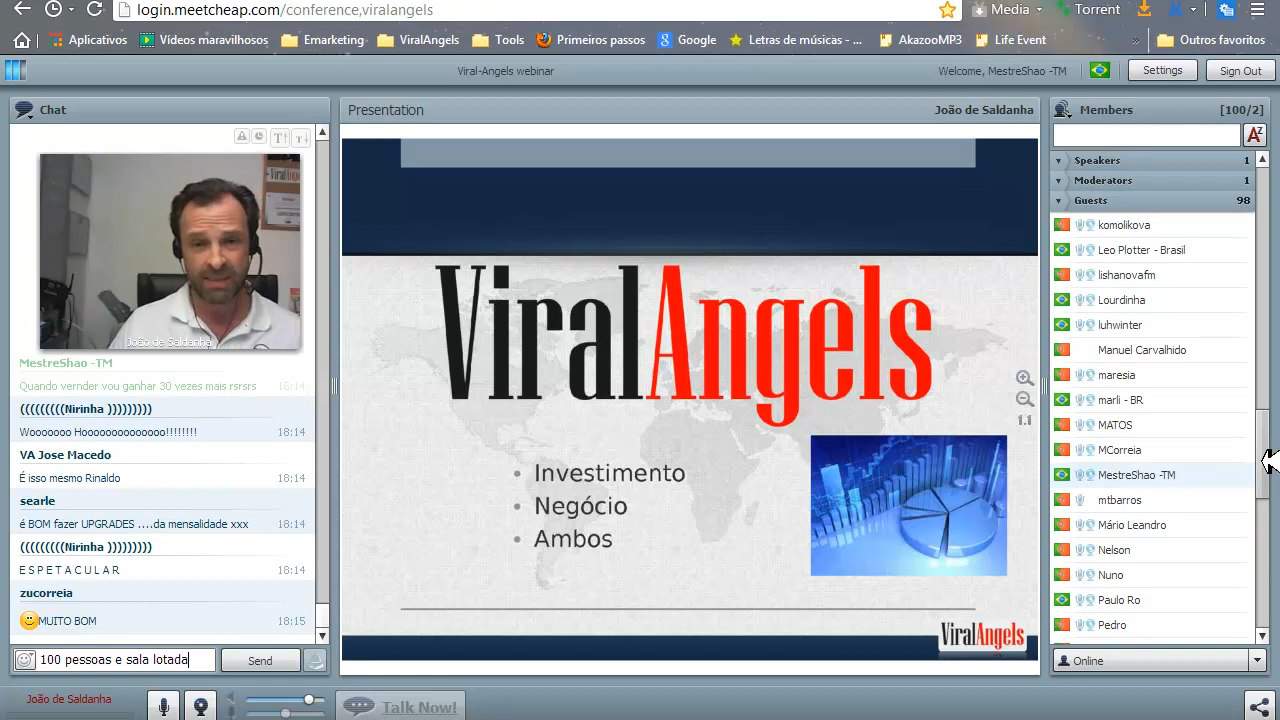 login.meetcheap.com/conference,viralangels
Media
Torrent
Aplicativos
Vídeos maravilhosos
Emarketing
ViralAngels
Tools
Primeiros passos
Google
Letras de músicas - ...
AkazooMP3
Life Event
»
Outros favoritos
Viral-Angels webinar
Welcome, MestreShao -TM
Settings
Sign Out
Chat
João de Saldanha
MestreShao -TM
Quando vernder vou ganhar 30 vezes mais rsrsrs 18:14
(((((((((Nirinha )))))))))
Wooooooo Hooooooooooooo!!!!!!!! 18:14
VA Jose Macedo
É isso mesmo Rinaldo 18:14
searle
é BOM fazer UPGRADES ....da mensalidade xxx 18:14
(((((((((Nirinha )))))))))
E S P E T A C U L A R 18:14
zucorreia
MUITO BOM 18:15
100 pessoas e sala lotada
Send
João de Saldanha
Talk Now!
Presentation
João de Saldanha
ViralAngels
• Investimento
• Negócio
• Ambos
ViralAngels
1:1
Members [100/2]
Speakers 1
Moderators 1
Guests 98
komolikova
Leo Plotter - Brasil
lishanovafm
Lourdinha
luhwinter
Manuel Carvalhido
maresia
marli - BR
MATOS
MCorreia
MestreShao -TM
mtbarros
Mário Leandro
Nelson
Nuno
Paulo Ro
Pedro
Online